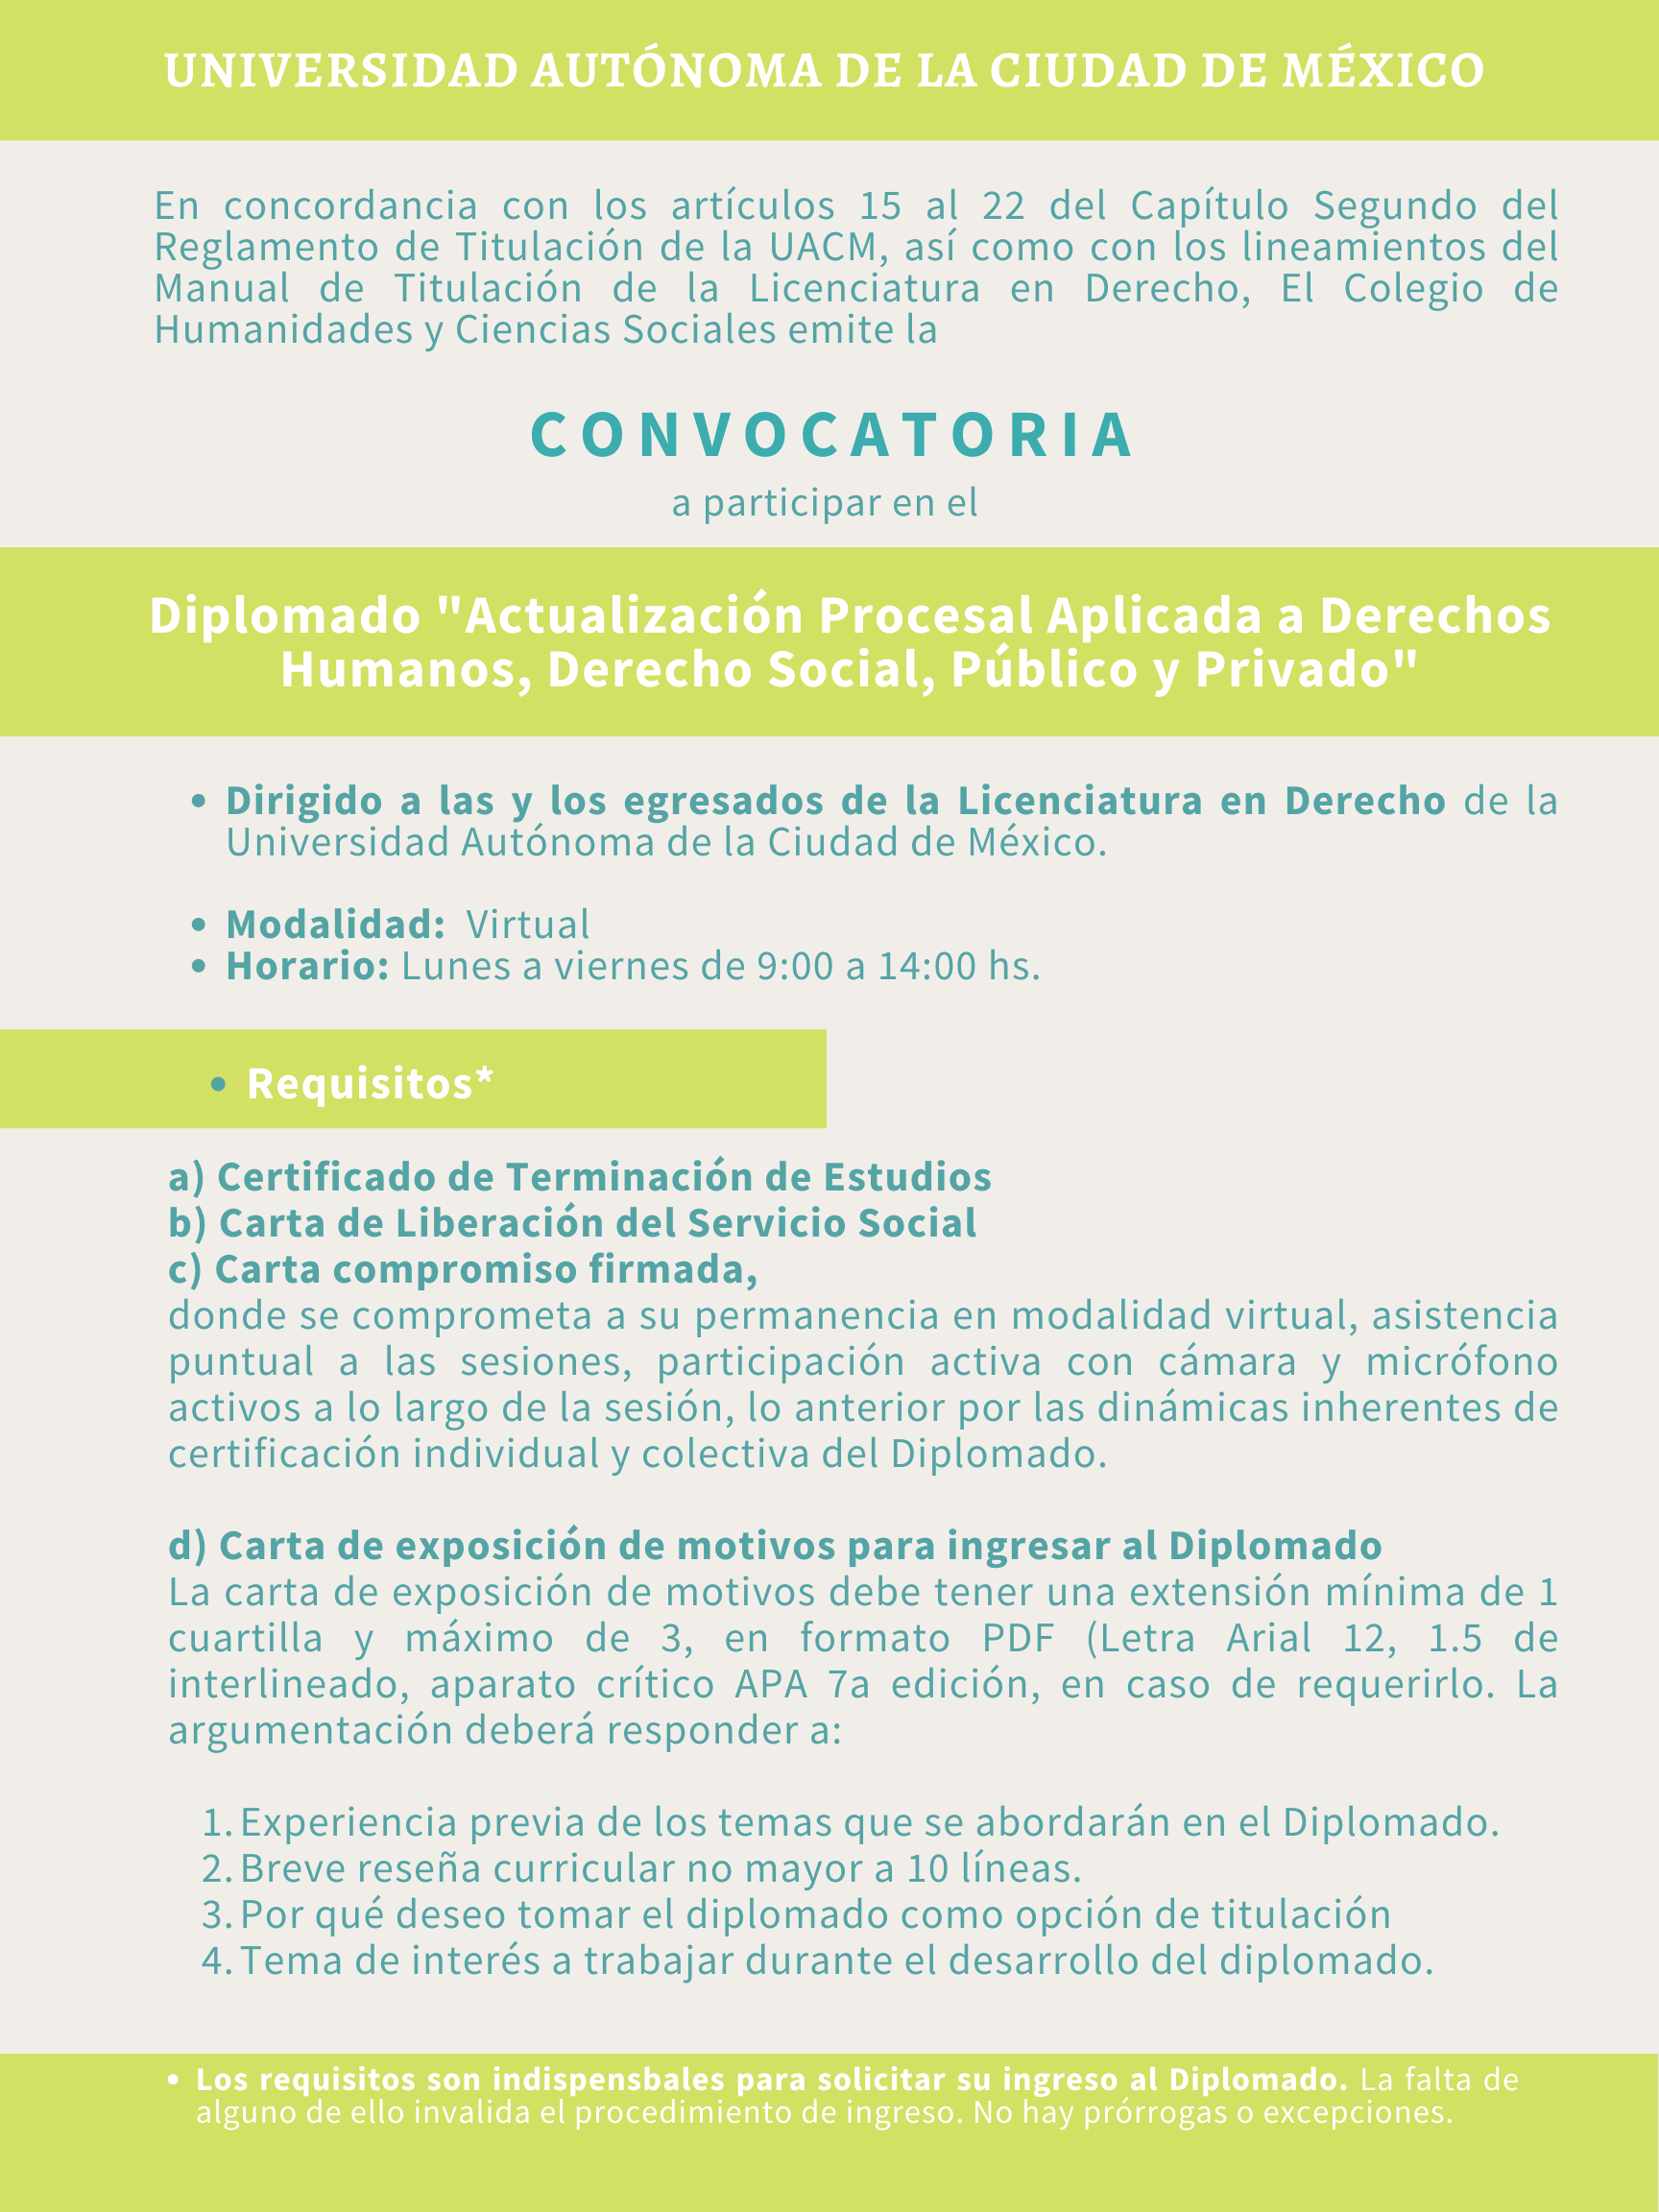 UNIVERSIDAD AUTÓNOMA DE LA CIUDAD DE MÉXICO
En concordancia con los artículos 15 al 22 del Capítulo Segundo del
Reglamento de Titulación de la UACM, así como con los lineamientos del
Manual de Titulación de la Licenciatura en Derecho, El Colegio de
Humanidades y Ciencias Sociales emite la
CONVOCATORIA
a participar en el
Diplomado "Actualización Procesal Aplicada a Derechos
Humanos, Derecho Social, Público y Privado"
• Dirigido a las y los egresados de la Licenciatura en Derecho de la
Universidad Autónoma de la Ciudad de México.
• Modalidad: Virtual
• Horario: Lunes a viernes de 9:00 a 14:00 hs.
• Requisitos*
a) Certificado de Terminación de Estudios
b) Carta de Liberación del Servicio Social
c) Carta compromiso firmada,
donde se comprometa a su permanencia en modalidad virtual, asistencia
puntual a las sesiones, participación activa con cámara y micrófono
activos a lo largo de la sesión, lo anterior por las dinámicas inherentes de
certificación individual y colectiva del Diplomado.
d) Carta de exposición de motivos para ingresar al Diplomado
La carta de exposición de motivos debe tener una extensión mínima de 1
cuartilla y máximo de 3, en formato PDF (Letra Arial 12, 1.5 de
interlineado, aparato crítico APA 7a edición, en caso de requerirlo. La
argumentación deberá responder a:
1. Experiencia previa de los temas que se abordarán en el Diplomado.
2. Breve reseña curricular no mayor a 10 líneas.
3. Por qué deseo tomar el diplomado como opción de titulación
4. Tema de interés a trabajar durante el desarrollo del diplomado.
• Los requisitos son indispensbales para solicitar su ingreso al Diplomado. La falta de
alguno de ello invalida el procedimiento de ingreso. No hay prórrogas o excepciones.